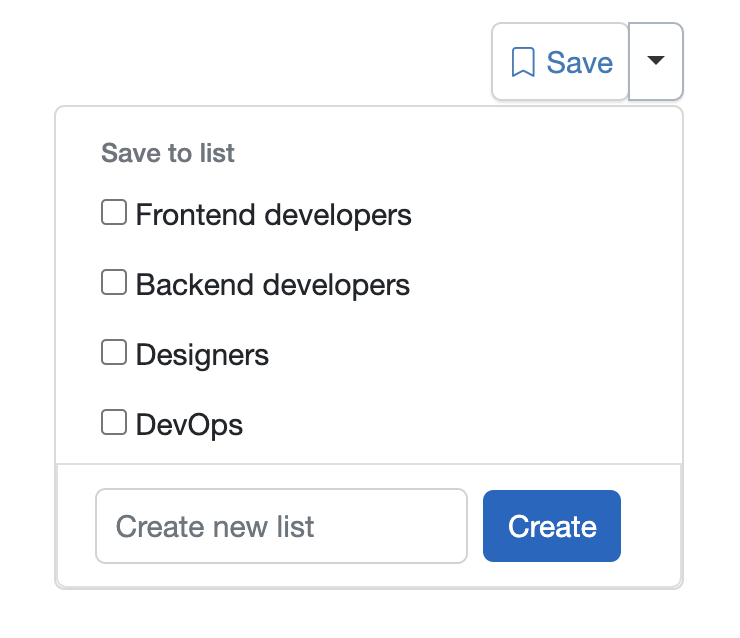 Save
Save to list
Frontend developers
Backend developers
Designers
DevOps
Create new list
Create